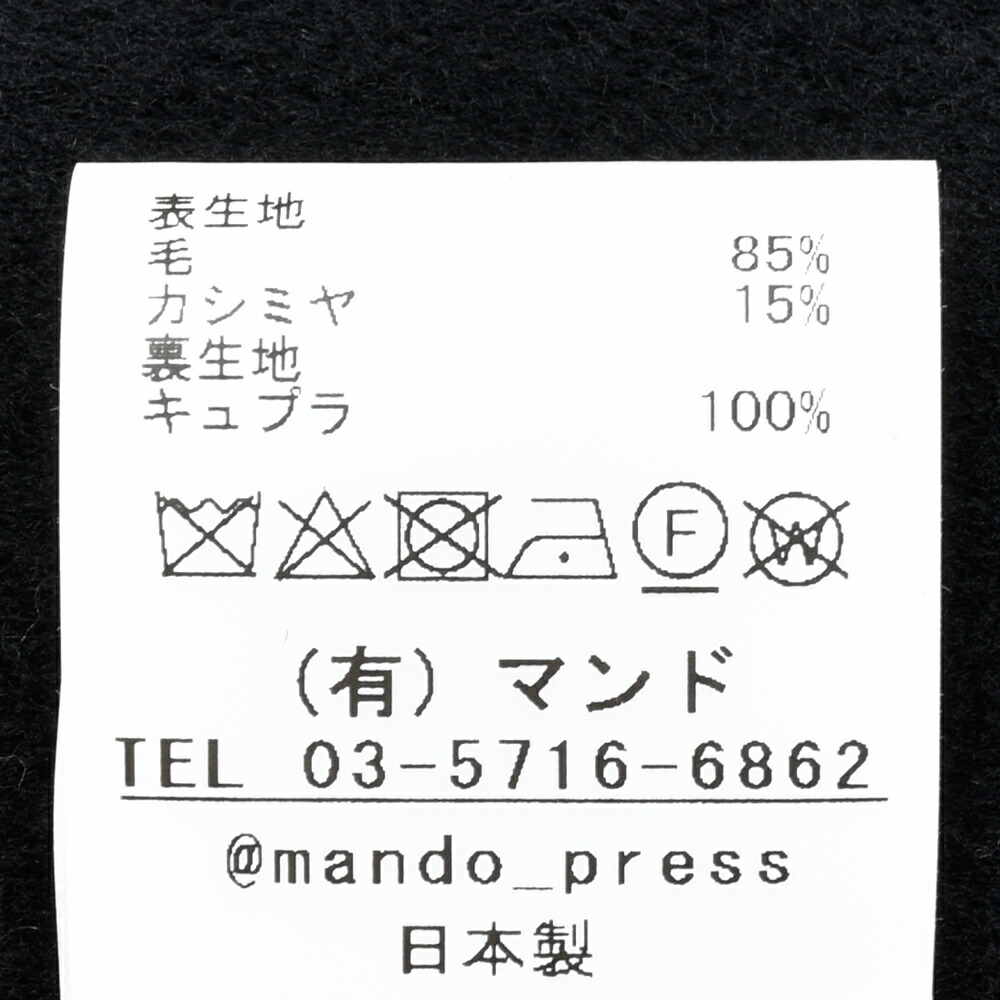 表生地
毛 85%
カシミヤ 15%
裏生地
キュプラ 100%
F W
(有) マンド
TEL 03-5716-6862
@mando_press
日本製